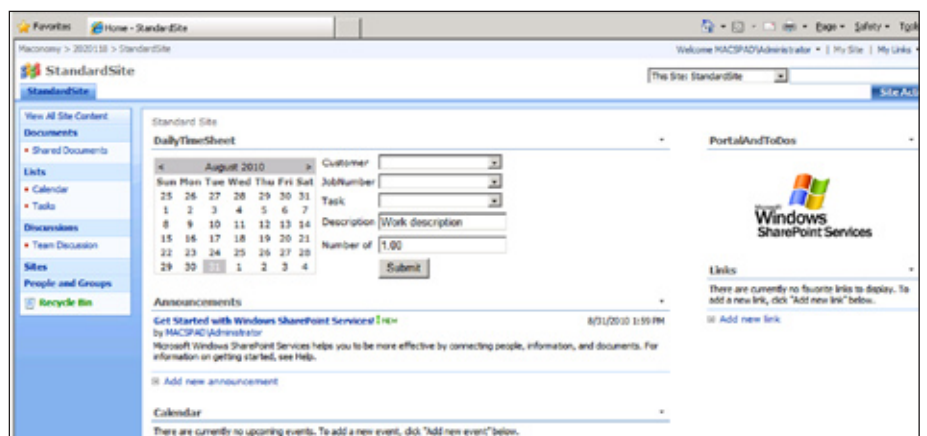 Favorites Home - StandardSite Page Safety Tools
Maconomy > 2020118 > StandardSite Welcome MACSPAD\Administrator | My Site | My Links
StandardSite This Site: StandardSite
StandardSite Site Acti
View All Site Content
Documents
Shared Documents
Lists
Calendar
Tasks
Discussions
Team Discussion
Sites
People and Groups
Recycle Bin
Standard Site
DailyTimeSheet
< August 2010 >
Sun Mon Tue Wed Thu Fri Sat
25 26 27 28 29 30 31
1 2 3 4 5 6 7
8 9 10 11 12 13 14
15 16 17 18 19 20 21
22 23 24 25 26 27 28
29 30 31 1 2 3 4
Customer
JobNumber
Task
Description Work description
Number of 1.00
Submit
Announcements
Get Started with Windows SharePoint Services! NEW 8/31/2010 1:59 PM
by MACSPAD\Administrator
Microsoft Windows SharePoint Services helps you to be more effective by connecting people, information, and documents. For
information on getting started, see Help.
Add new announcement
Calendar
There are currently no upcoming events. To add a new event, click "Add new event" below.
PortalAndToDos
Microsoft
Windows
SharePoint Services
Links
There are currently no favorite links to display. To
add a new link, click "Add new link" below.
Add new link